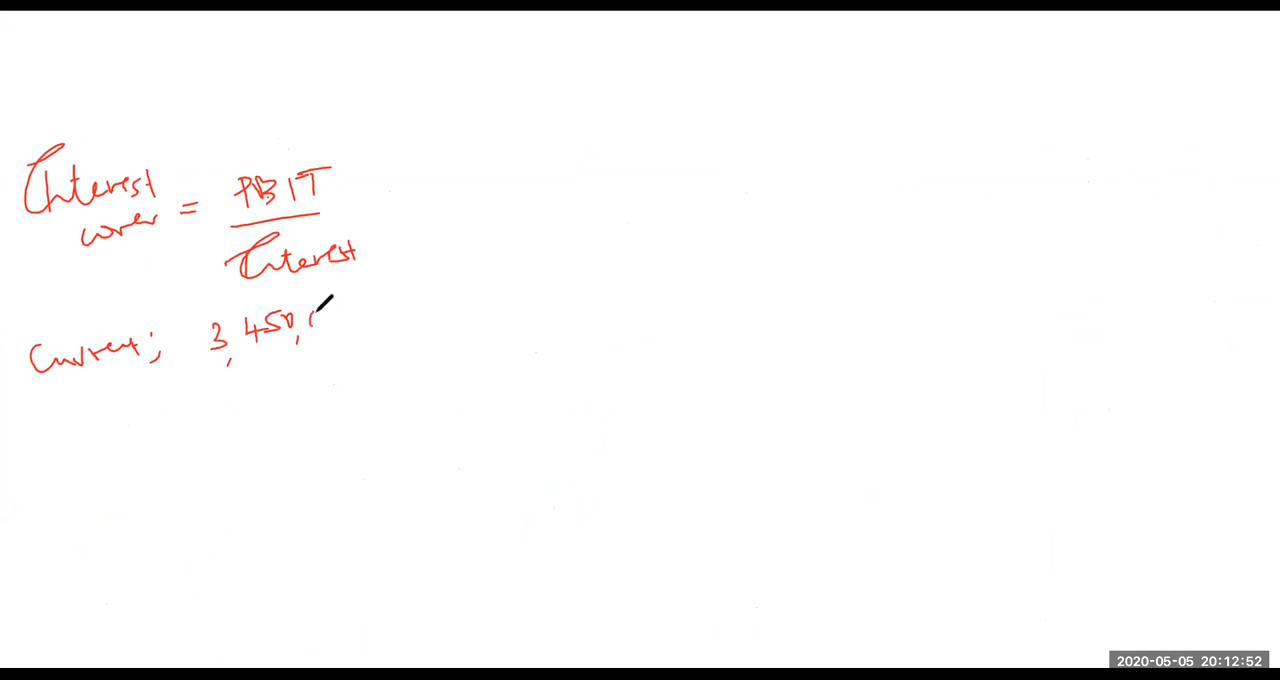 Interest
cover = PBIT
Interest
Current; 3,450,
2020-05-05 20:12:52